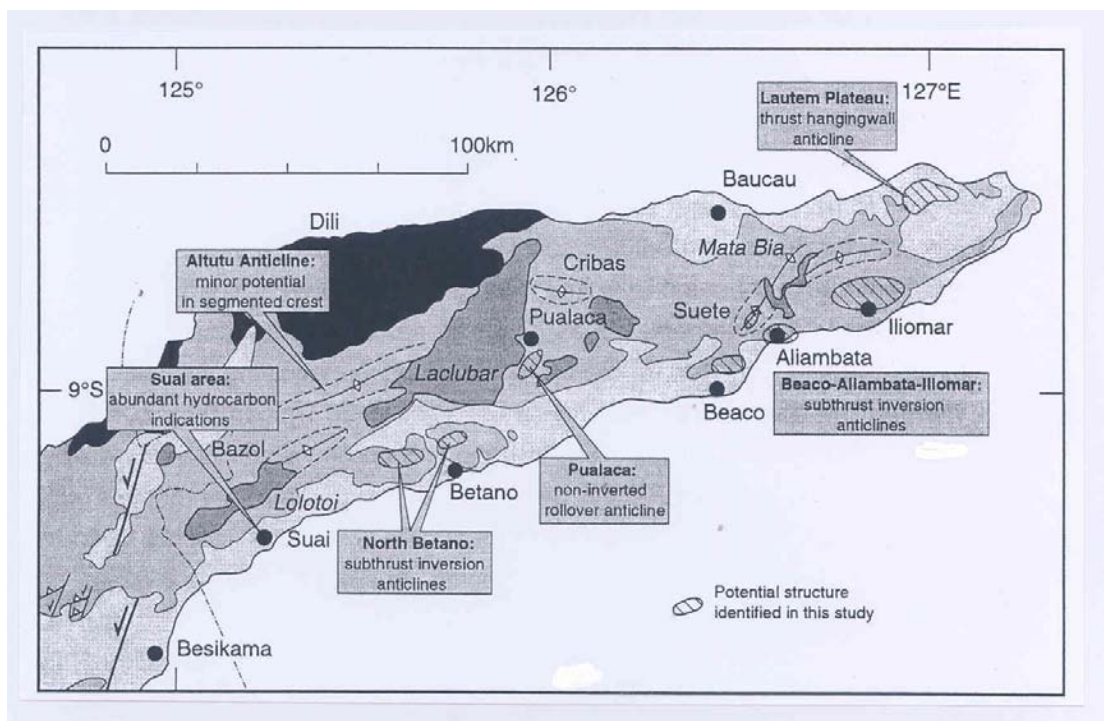 125°
126°
127°E
Lautem Plateau:
thrust hangingwall
anticline
0
100km
Baucau
Dili
Mata Bia
Cribas
Aitutu Anticline:
minor potential
in segmented crest
Suete
Pualaca
Iliomar
Aliambata
Laclubar
Sual area:
abundant hydrocarbon
indications
9°S
Beaco
Beaco-Aliambata-Iliomar:
subthrust inversion
anticlines
Bazol
Pualaca:
non-inverted
rollover anticline
Betano
Lolotoi
Suai
North Betano:
subthrust inversion
anticlines
Potential structure
identified in this study
Besikama